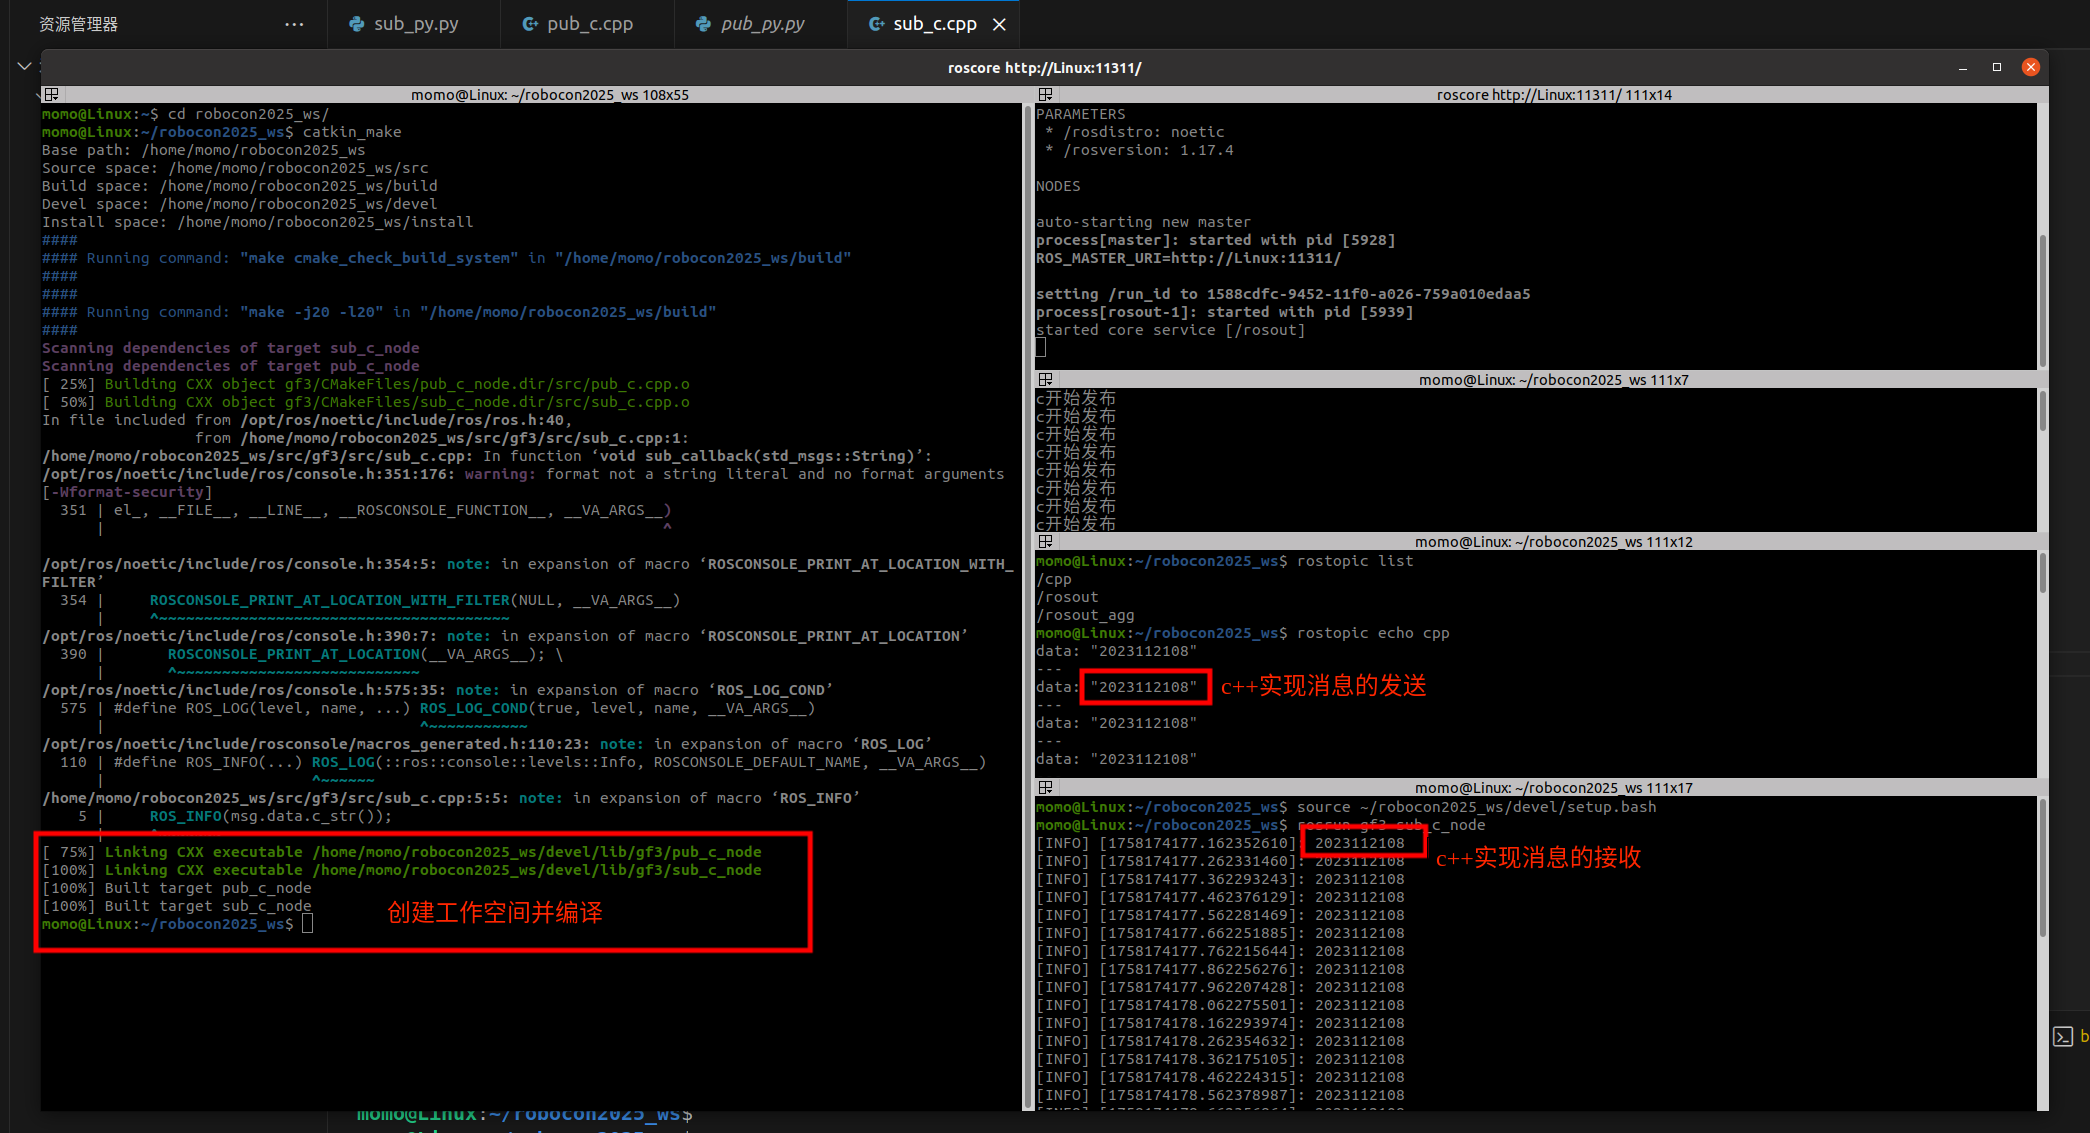 资源管理器 ··· sub_py.py pub_c.cpp pub_py.py sub_c.cpp
roscore http://Linux:11311/
momo@Linux: ~/robocon2025_ws 108x55
momo@Linux:~$ cd robocon2025_ws/
momo@Linux:~/robocon2025_ws$ catkin_make
Base path: /home/momo/robocon2025_ws
Source space: /home/momo/robocon2025_ws/src
Build space: /home/momo/robocon2025_ws/build
Devel space: /home/momo/robocon2025_ws/devel
Install space: /home/momo/robocon2025_ws/install
####
#### Running command: "make cmake_check_build_system" in "/home/momo/robocon2025_ws/build"
####
####
#### Running command: "make -j20 -l20" in "/home/momo/robocon2025_ws/build"
####
Scanning dependencies of target sub_c_node
Scanning dependencies of target pub_c_node
[ 25%] Building CXX object gf3/CMakeFiles/pub_c_node.dir/src/pub_c.cpp.o
[ 50%] Building CXX object gf3/CMakeFiles/sub_c_node.dir/src/sub_c.cpp.o
In file included from /opt/ros/noetic/include/ros/ros.h:40,
from /home/momo/robocon2025_ws/src/gf3/src/sub_c.cpp:1:
/home/momo/robocon2025_ws/src/gf3/src/sub_c.cpp: In function ‘void sub_callback(std_msgs::String)’:
/opt/ros/noetic/include/ros/console.h:351:176: warning: format not a string literal and no format arguments
[-Wformat-security]
351 | el_, __FILE__, __LINE__, __ROSCONSOLE_FUNCTION__, __VA_ARGS__)
| ^
/opt/ros/noetic/include/ros/console.h:354:5: note: in expansion of macro ‘ROSCONSOLE_PRINT_AT_LOCATION_WITH_
FILTER’
354 | ROSCONSOLE_PRINT_AT_LOCATION_WITH_FILTER(NULL, __VA_ARGS__)
| ^~~~~~~~~~~~~~~~~~~~~~~~~~~~~~~~~~~~~~~~
/opt/ros/noetic/include/ros/console.h:390:7: note: in expansion of macro ‘ROSCONSOLE_PRINT_AT_LOCATION’
390 | ROSCONSOLE_PRINT_AT_LOCATION(__VA_ARGS__); \
| ^~~~~~~~~~~~~~~~~~~~~~~~~~~~
/opt/ros/noetic/include/ros/console.h:575:35: note: in expansion of macro ‘ROS_LOG_COND’
575 | #define ROS_LOG(level, name, ...) ROS_LOG_COND(true, level, name, __VA_ARGS__)
| ^~~~~~~~~~~~
/opt/ros/noetic/include/rosconsole/macros_generated.h:110:23: note: in expansion of macro ‘ROS_LOG’
110 | #define ROS_INFO(...) ROS_LOG(::ros::console::levels::Info, ROSCONSOLE_DEFAULT_NAME, __VA_ARGS__)
| ^~~~~~~
/home/momo/robocon2025_ws/src/gf3/src/sub_c.cpp:5:5: note: in expansion of macro ‘ROS_INFO’
5 | ROS_INFO(msg.data.c_str());
[ 75%] Linking CXX executable /home/momo/robocon2025_ws/devel/lib/gf3/pub_c_node
[100%] Linking CXX executable /home/momo/robocon2025_ws/devel/lib/gf3/sub_c_node
[100%] Built target pub_c_node
[100%] Built target sub_c_node
momo@Linux:~/robocon2025_ws$
创建工作空间并编译
roscore http://Linux:11311/ 111x14
PARAMETERS
* /rosdistro: noetic
* /rosversion: 1.17.4
NODES
auto-starting new master
process[master]: started with pid [5928]
ROS_MASTER_URI=http://Linux:11311/
setting /run_id to 1588cdfc-9452-11f0-a026-759a010edaa5
process[rosout-1]: started with pid [5939]
started core service [/rosout]
momo@Linux: ~/robocon2025_ws 111x7
c开始发布
c开始发布
c开始发布
c开始发布
c开始发布
c开始发布
c开始发布
c开始发布
momo@Linux: ~/robocon2025_ws 111x12
momo@Linux:~/robocon2025_ws$ rostopic list
/cpp
/rosout
/rosout_agg
momo@Linux:~/robocon2025_ws$ rostopic echo cpp
data: "2023112108"
---
data: "2023112108" c++实现消息的发送
---
data: "2023112108"
---
data: "2023112108"
momo@Linux: ~/robocon2025_ws 111x17
momo@Linux:~/robocon2025_ws$ source ~/robocon2025_ws/devel/setup.bash
momo@Linux:~/robocon2025_ws$ rosrun gf3 sub_c_node
[INFO] [1758174177.162352610]: 2023112108
c++实现消息的接收
[INFO] [1758174177.262331460]: 2023112108
[INFO] [1758174177.362293243]: 2023112108
[INFO] [1758174177.462376129]: 2023112108
[INFO] [1758174177.562281469]: 2023112108
[INFO] [1758174177.662251885]: 2023112108
[INFO] [1758174177.762215644]: 2023112108
[INFO] [1758174177.862256276]: 2023112108
[INFO] [1758174177.962207428]: 2023112108
[INFO] [1758174178.062275501]: 2023112108
[INFO] [1758174178.162293974]: 2023112108
[INFO] [1758174178.262354632]: 2023112108
[INFO] [1758174178.362175105]: 2023112108
[INFO] [1758174178.462224315]: 2023112108
[INFO] [1758174178.562378987]: 2023112108
momo@Linux:~/robocon2025_ws$